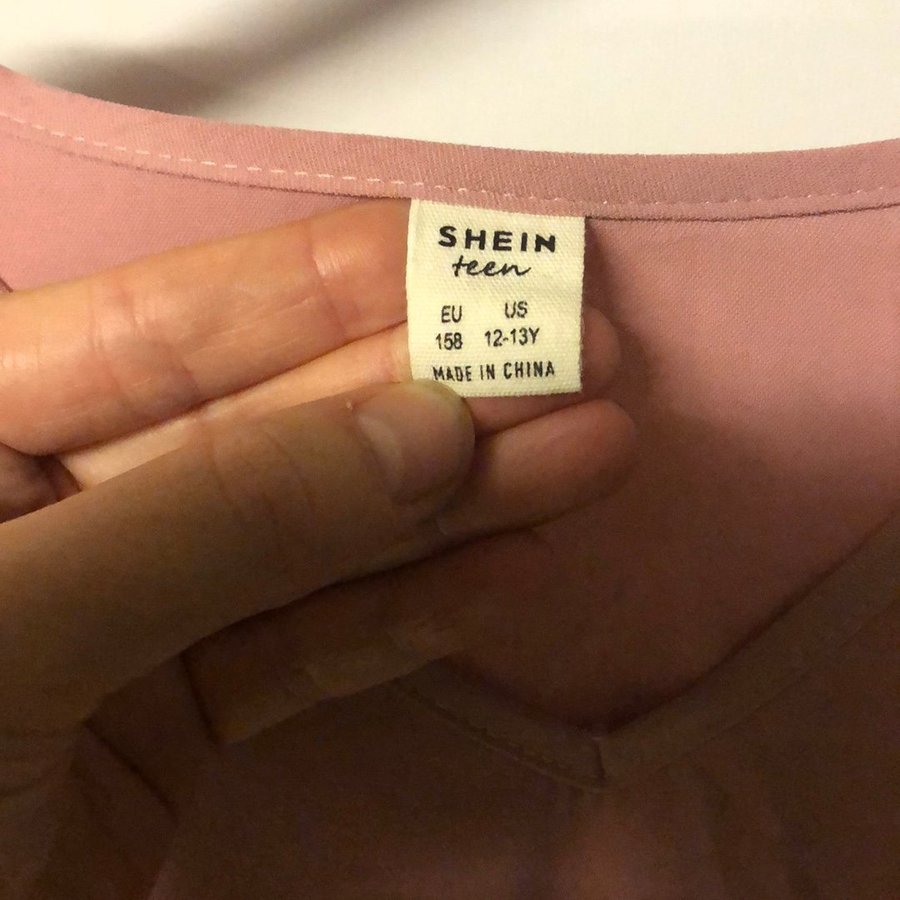 SHEIN
teen
EU US
158 12-13Y
MADE IN CHINA